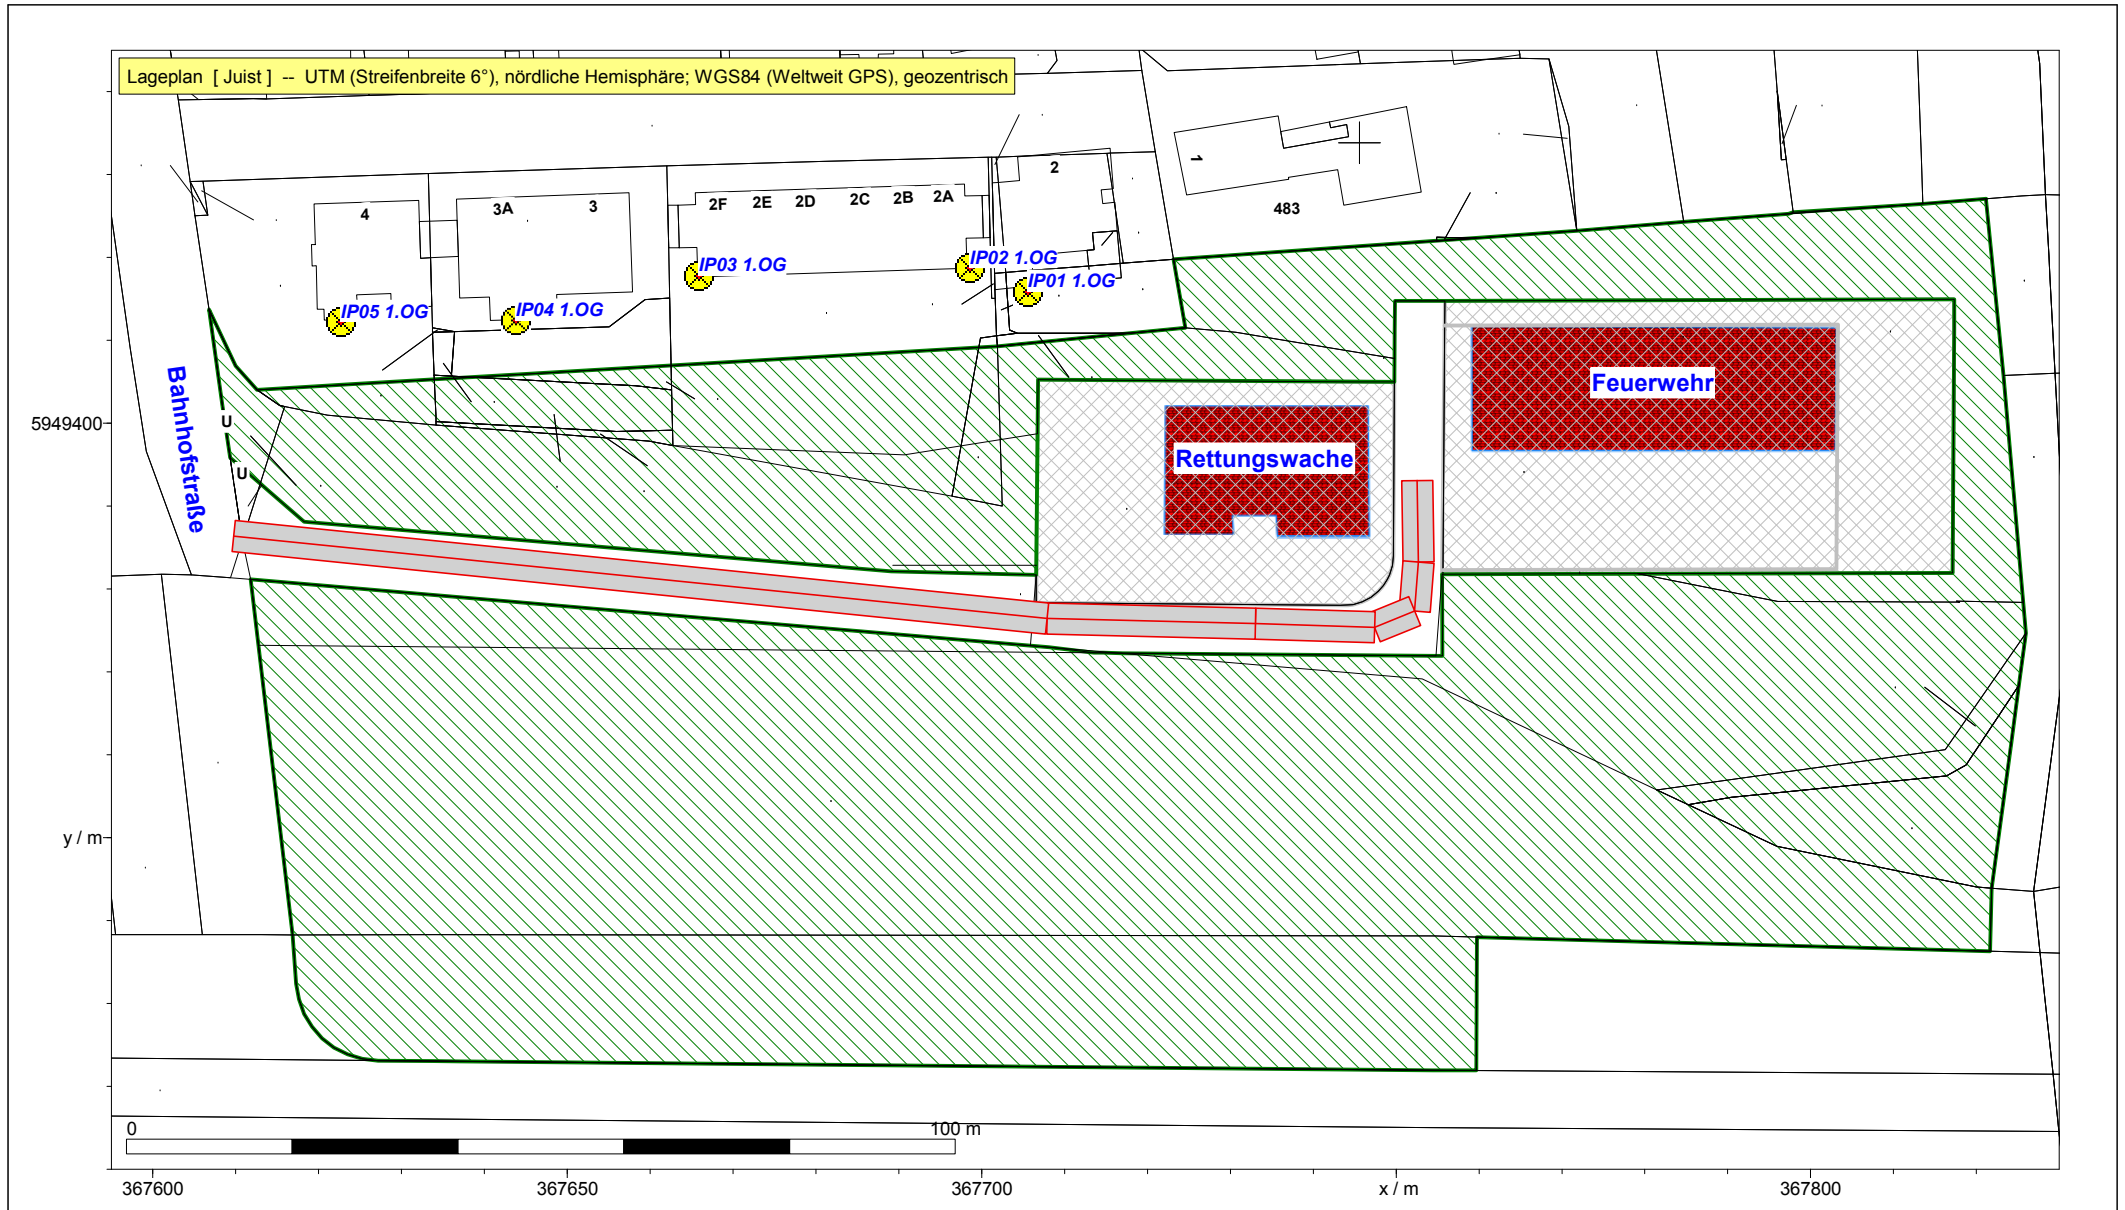 Lageplan [ Juist ] -- UTM (Streifenbreite 6°), nördliche Hemisphäre; WGS84 (Weltweit GPS), geozentrisch
1
2
4
3A
3
2F
2E
2D
2C
2B
2A
483
IP03 1.OG
IP02 1.OG
IP01 1.OG
IP05 1.OG
IP04 1.OG
Bahnhofstraße
Feuerwehr
5949400
U
Rettungswache
U
y / m
0
100 m
367600
367650
367700
x / m
367800